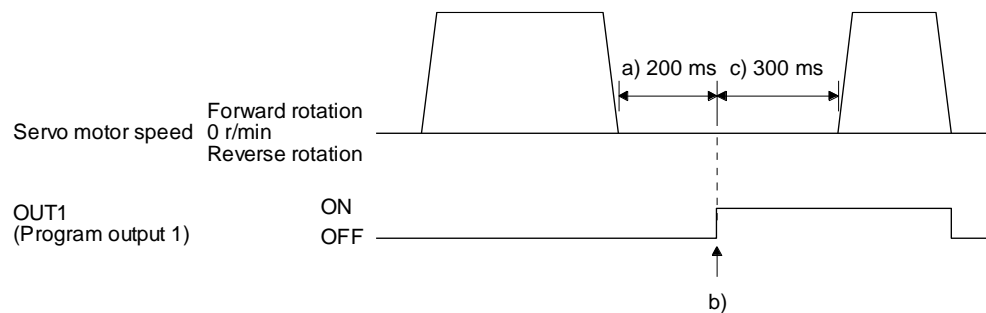 a) 200 ms c) 300 ms
Forward rotation
Servo motor speed 0 r/min
Reverse rotation
OUT1 ON
(Program output 1) OFF
b)